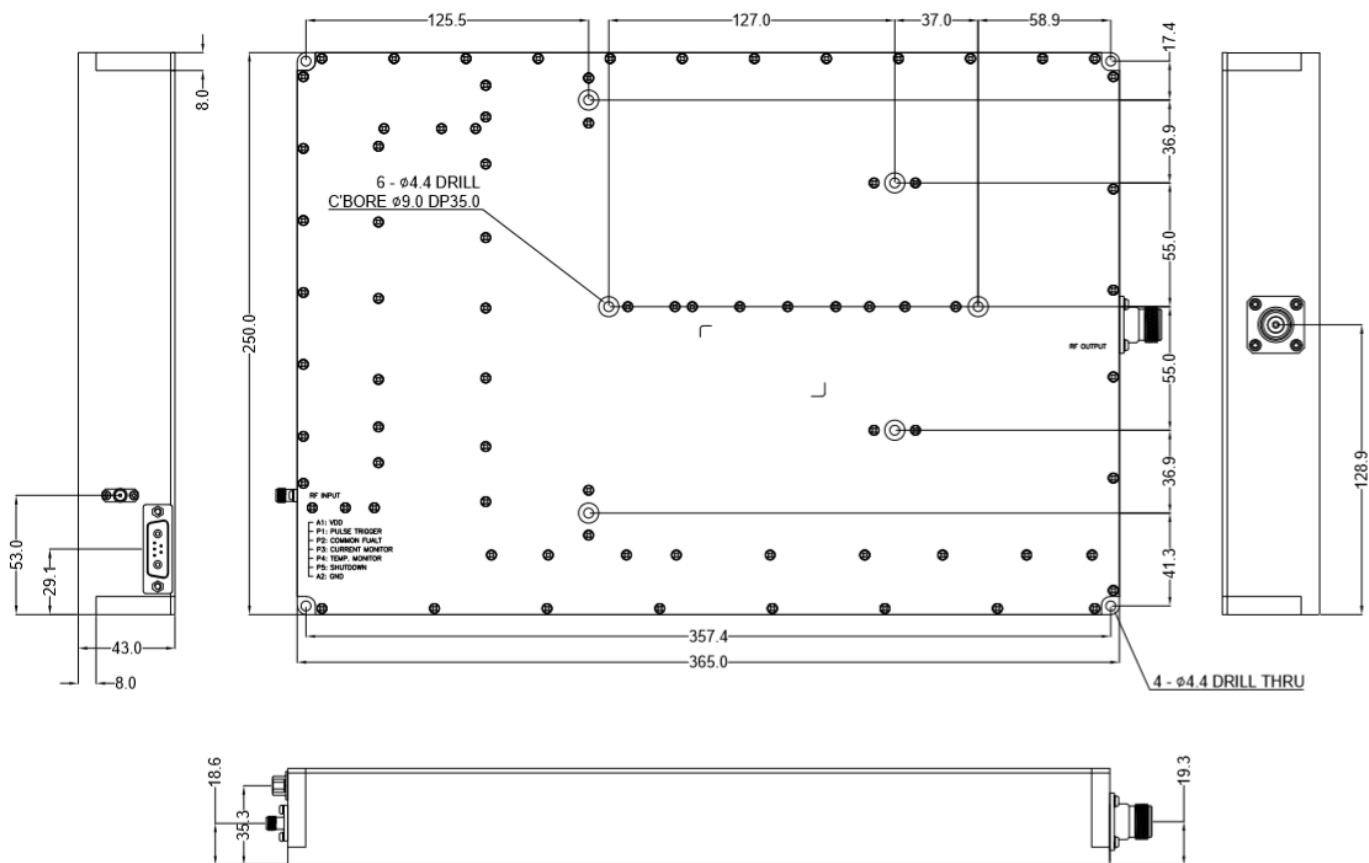 125.5
127.0
37.0
58.9
17.4
8.0
36.9
6 - ø4.4 DRILL
C'BORE ø9.0 DP35.0
55.0
250.0
RF OUTPUT
55.0
128.9
RF INPUT
A1: VDD
P1: PULSE TRIGGER
P2: COMMON FUALT
P3: CURRENT MONITOR
P4: TEMP. MONITOR
P5: SHUTDOWN
A2: GND
53.0
29.1
36.9
41.3
43.0
8.0
357.4
365.0
4 - ø4.4 DRILL THRU
18.6
35.3
19.3